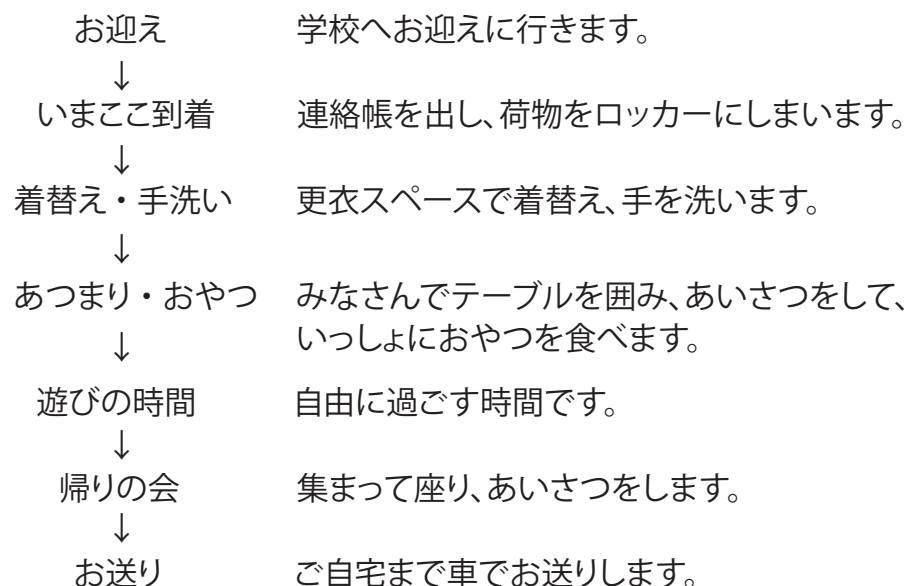 お迎え 学校へお迎えに行きます。
↓
いまここ到着 連絡帳を出し、荷物をロッカーにしまいます。
↓
着替え・手洗い 更衣スペースで着替え、手を洗います。
↓
あつまり・おやつ みなさんでテーブルを囲み、あいさつをして、
いっしょにおやつを食べます。
↓
遊びの時間 自由に過ごす時間です。
↓
帰りの会 集まって座り、あいさつをします。
↓
お送り ご自宅まで車でお送りします。